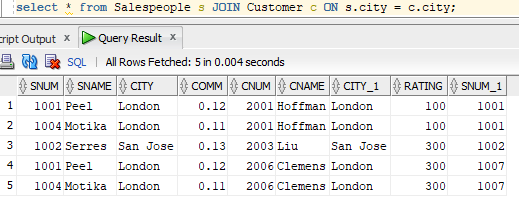 select * from Salespeople s JOIN Customer c ON s.city = c.city;
cript Output × Query Result ×
SQL | All Rows Fetched: 5 in 0.004 seconds
SNUM SNAME CITY COMM CNUM CNAME CITY_1 RATING SNUM_1
1 1001 Peel London 0.12 2001 Hoffman London 100 1001
2 1004 Motika London 0.11 2001 Hoffman London 100 1001
3 1002 Serres San Jose 0.13 2003 Liu San Jose 300 1002
4 1001 Peel London 0.12 2006 Clemens London 300 1007
5 1004 Motika London 0.11 2006 Clemens London 300 1007